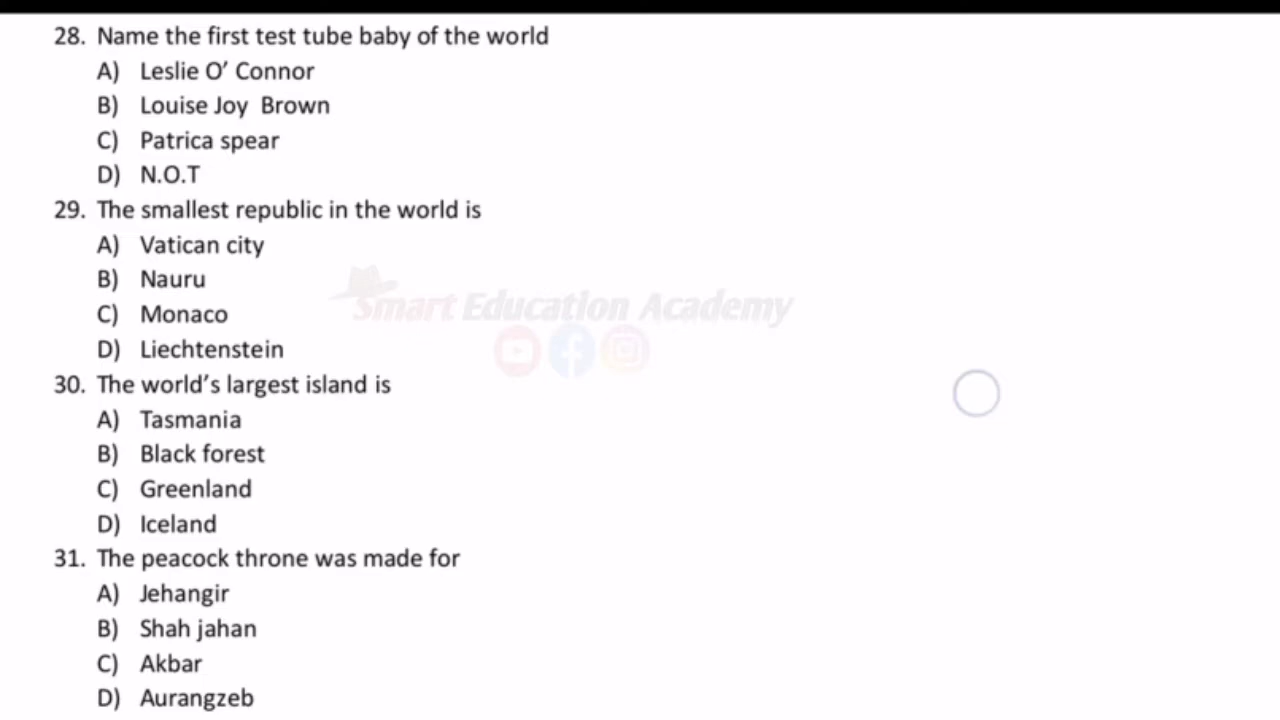 28. Name the first test tube baby of the world
A) Leslie O’ Connor
B) Louise Joy Brown
C) Patrica spear
D) N.O.T
29. The smallest republic in the world is
A) Vatican city
B) Nauru
Smart Education Academy
C) Monaco
D) Liechtenstein
30. The world’s largest island is
A) Tasmania
B) Black forest
C) Greenland
D) Iceland
31. The peacock throne was made for
A) Jehangir
B) Shah jahan
C) Akbar
D) Aurangzeb